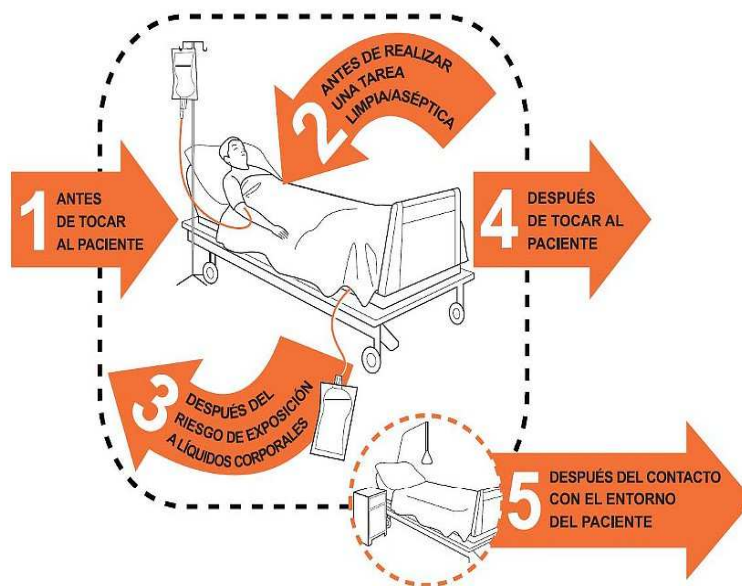 1
ANTES
DE TOCAR
AL PACIENTE
2
ANTES DE REALIZAR
UNA TAREA
LIMPIA/ASÉPTICA
3
DESPUÉS DEL
RIESGO DE EXPOSICIÓN
A LÍQUIDOS CORPORALES
4
DESPUÉS
DE TOCAR AL
PACIENTE
5
DESPUÉS DEL CONTACTO
CON EL ENTORNO
DEL PACIENTE